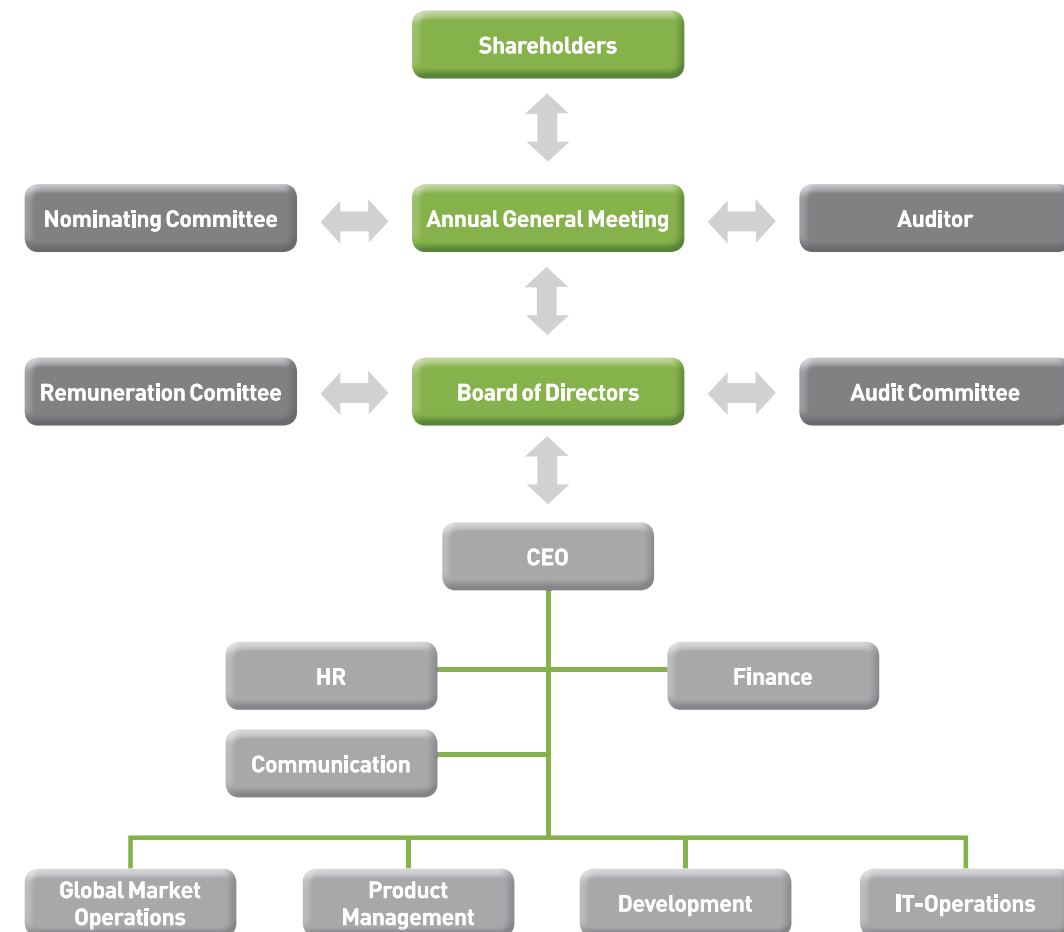 Shareholders
Nominating Committee
Annual General Meeting
Auditor
Remuneration Comittee
Board of Directors
Audit Committee
CEO
HR
Finance
Communication
Global Market
Operations
Product
Management
Development
IT-Operations